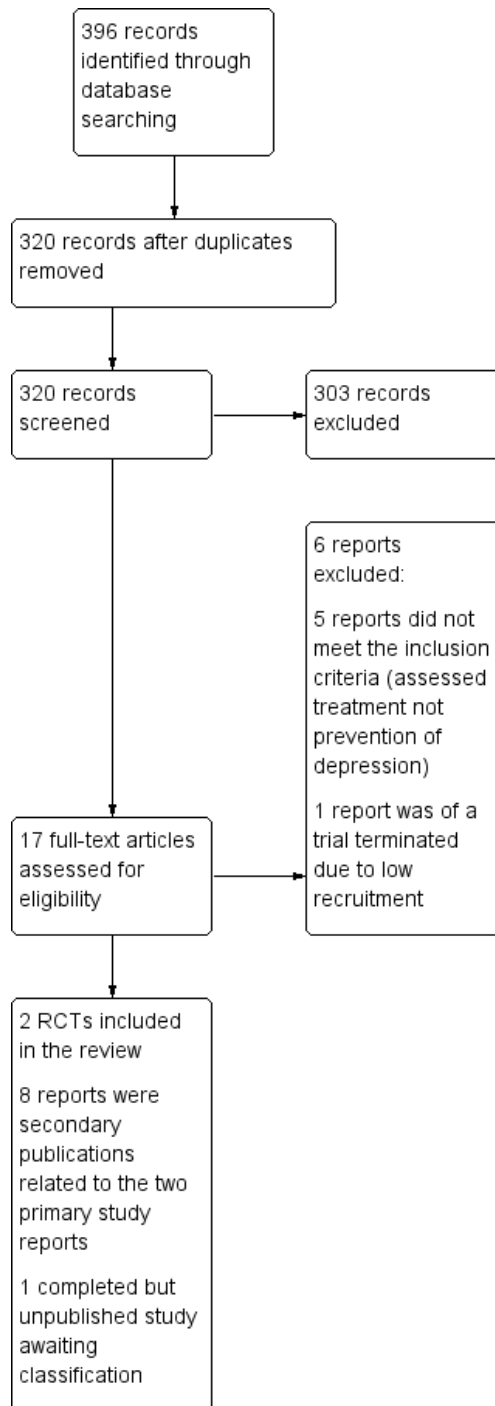 396 records
identified through
database
searching
320 records after duplicates
removed
320 records
screened
303 records
excluded
6 reports
excluded:
5 reports did not
meet the inclusion
criteria (assessed
treatment not
prevention of
depression)
1 report was of a
trial terminated
due to low
recruitment
17 full-text articles
assessed for
eligibility
2 RCTs included
in the review
8 reports were
secondary
publications
related to the two
primary study
reports
1 completed but
unpublished study
awaiting
classification